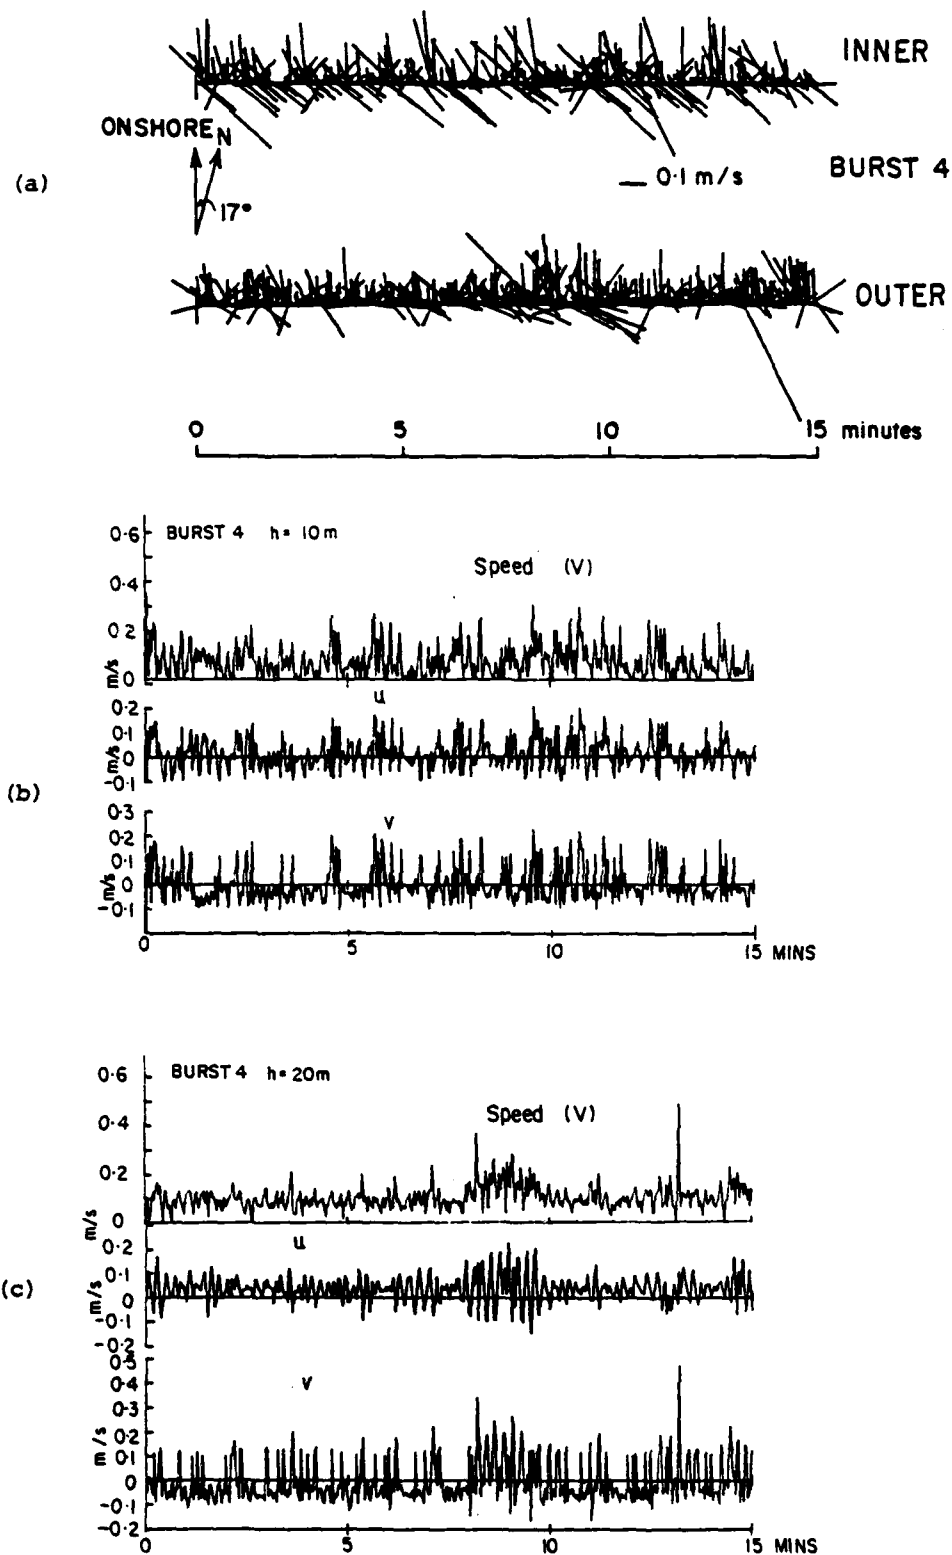 INNER
ONSHORE N
(a)
BURST 4
0·1 m/s
17°
OUTER
0 5 10 15 minutes
BURST 4 h= 10m
Speed (V)
0·6
0·4
0·2
0
m/s
u
0·2
0·1
0
-0·1
m/s
(b)
v
0·3
0·2
0·1
0
-0·1
m/s
0 5 10 15 MINS
BURST 4 h=20m
Speed (V)
0·6
0·4
0·2
0
m/s
u
0·2
0·1
0
-0·1
-0·2
m/s
(c)
v
0·5
0·4
0·3
0·2
0·1
0
-0·1
-0·2
m/s
0 5 10 15 MINS